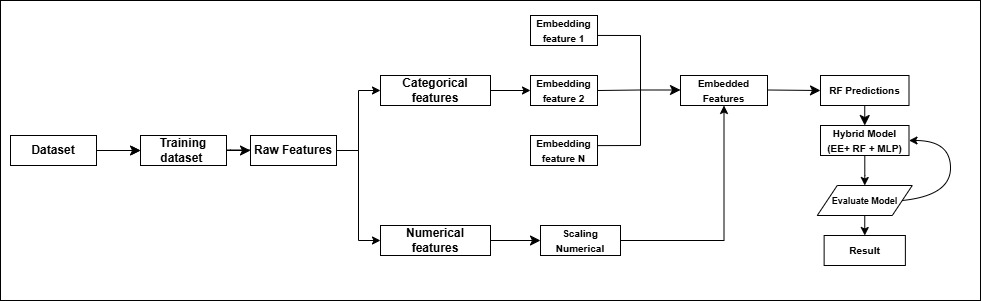 Embedding
feature 1
Categorical
features
Embedding
feature 2
Embedded
Features
RF Predictions
Dataset
Training
dataset
Raw Features
Embedding
feature N
Hybrid Model
(EE+ RF + MLP)
Evaluate Model
Numerical
features
Scaling
Numerical
Result